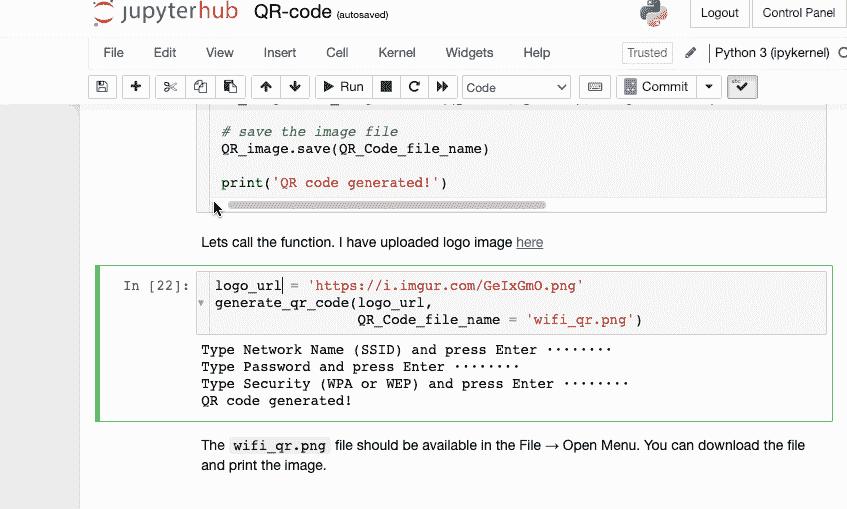 jupyterhub QR-code (autosaved) Logout Control Panel
File Edit View Insert Cell Kernel Widgets Help Trusted Python 3 (ipykernel)
Run Code Commit abc
# save the image file
QR_image.save(QR_Code_file_name)
print('QR code generated!')
Lets call the function. I have uploaded logo image here
In [22]: logo_url = 'https://i.imgur.com/GeIxGmO.png'
generate_qr_code(logo_url,
QR_Code_file_name = 'wifi_qr.png')
Type Network Name (SSID) and press Enter ········
Type Password and press Enter ········
Type Security (WPA or WEP) and press Enter ········
QR code generated!
The wifi_qr.png file should be available in the File → Open Menu. You can download the file
and print the image.